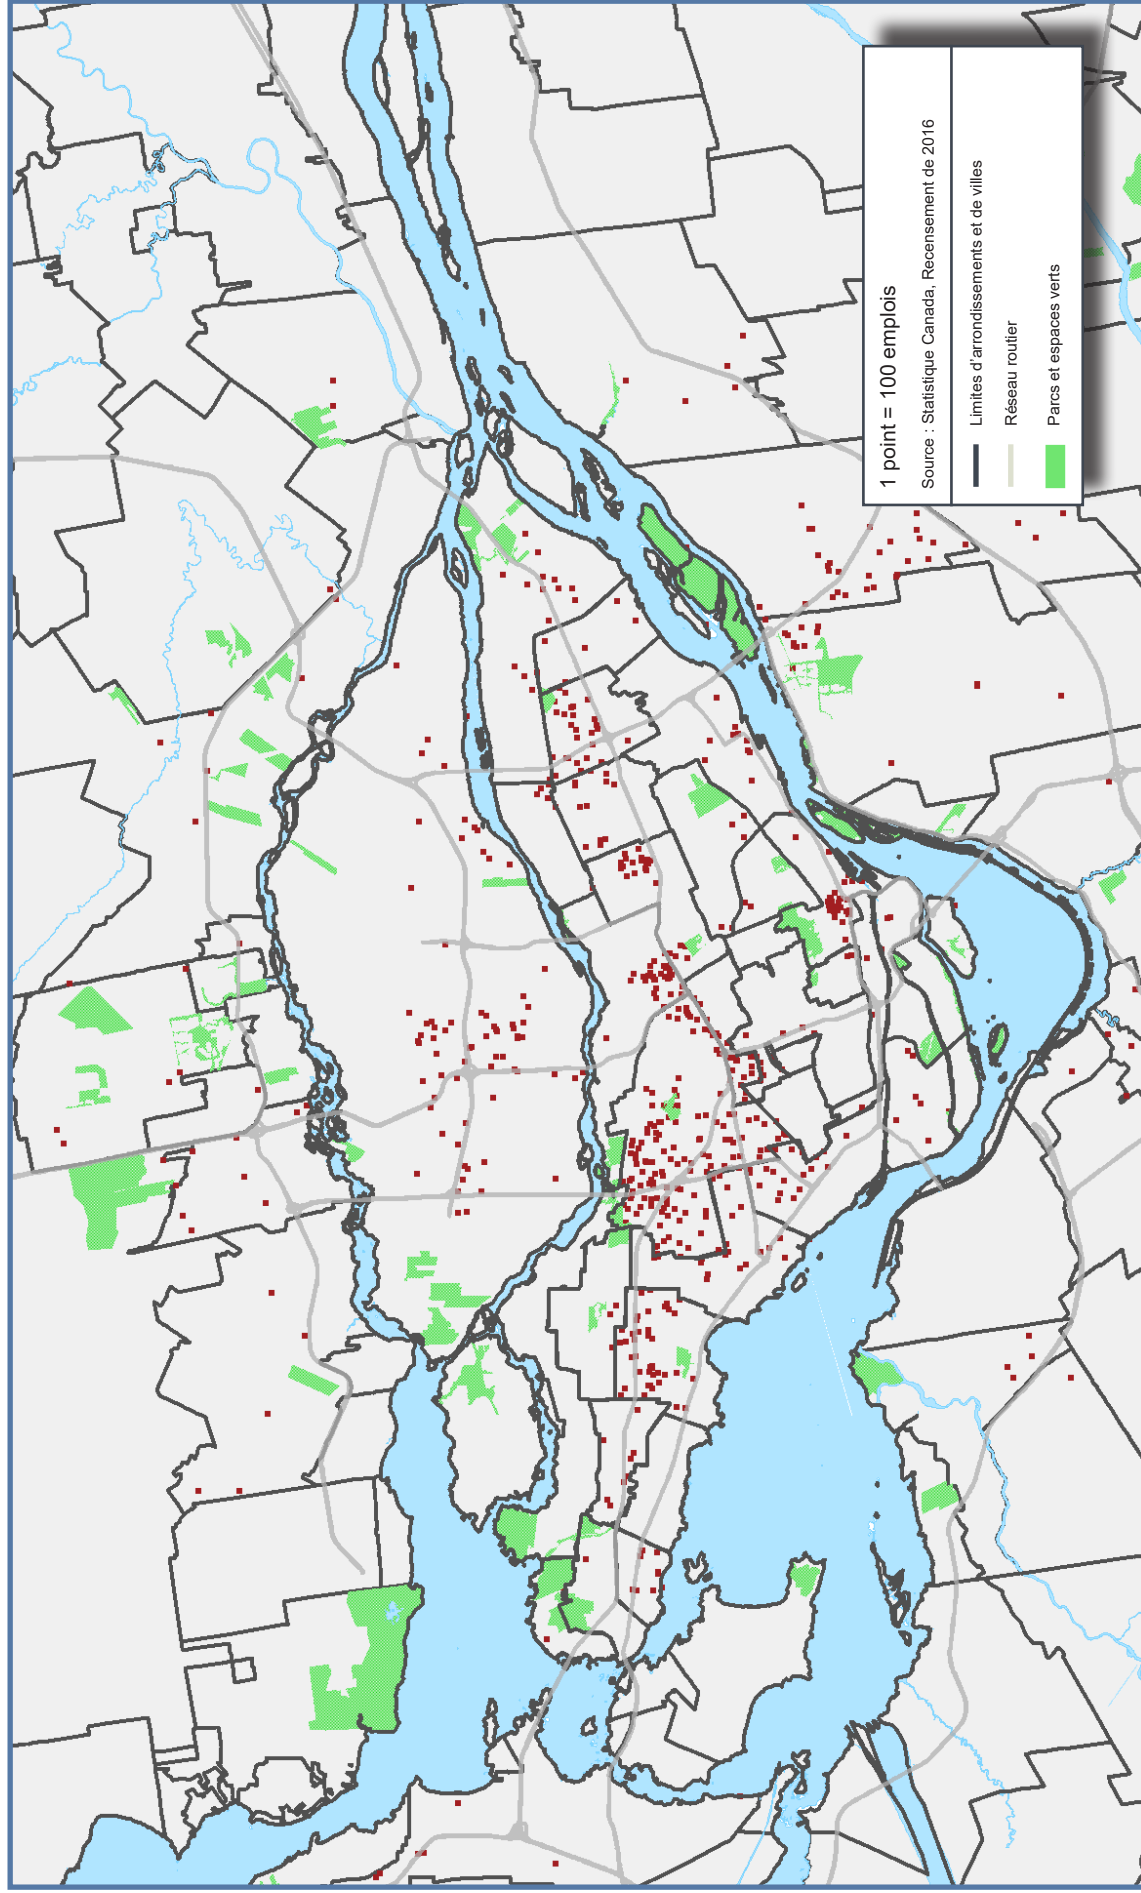 1 point = 100 emplois
Source : Statistique Canada, Recensement de 2016
Limites d'arrondissements et de villes
Réseau routier
Parcs et espaces verts